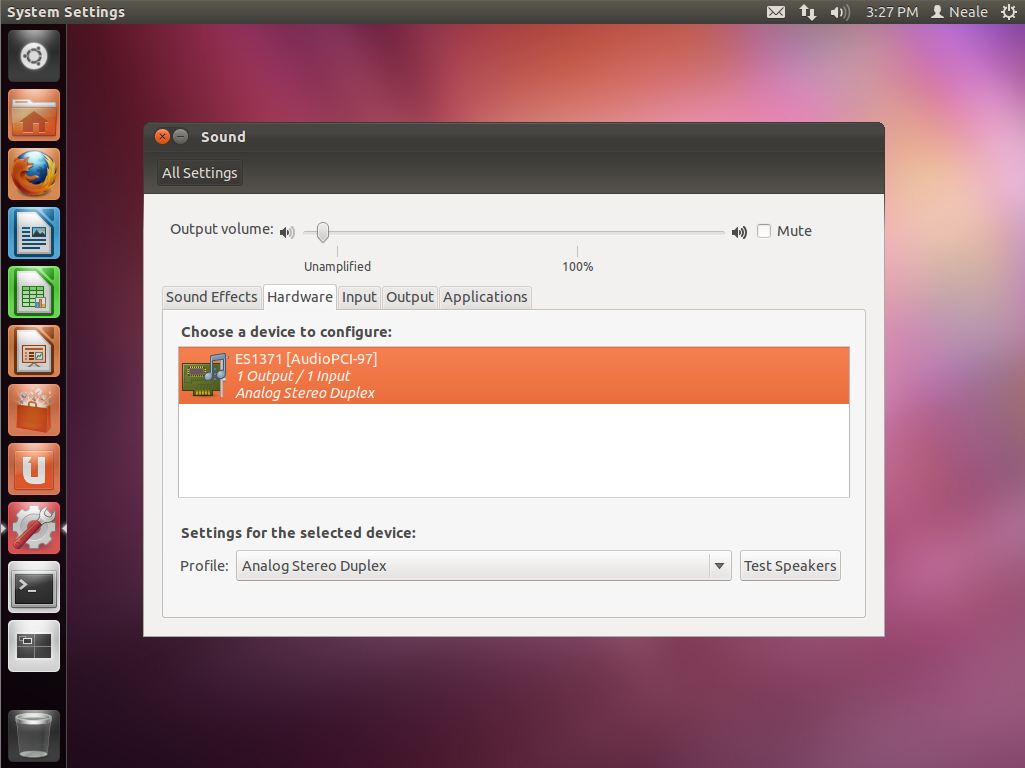 System Settings
3:27 PM Neale
Sound
All Settings
Output volume:
Mute
Unamplified 100%
Sound Effects Hardware Input Output Applications
Choose a device to configure:
ES1371 [AudioPCI-97]
1 Output / 1 Input
Analog Stereo Duplex
Settings for the selected device:
Profile: Analog Stereo Duplex Test Speakers